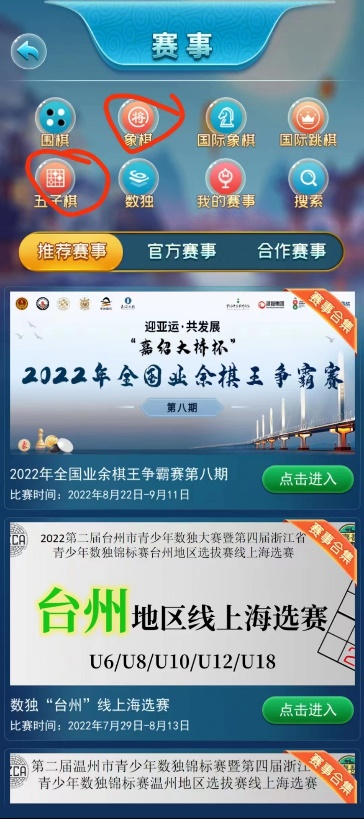 赛事
围棋
象棋
将
国际象棋
国际跳棋
五子棋
数独
我的赛事
搜索
推荐赛事
官方赛事
合作赛事
赛事合集
迎亚运·共发展
“嘉绍大桥杯”
2022年全国业余棋王争霸赛
第八期
2022年全国业余棋王争霸赛第八期
比赛时间：2022年8月22日-9月11日
点击进入
赛事合集
ZCA
2022第二届台州市青少年数独大赛暨第四届浙江省
青少年数独锦标赛台州地区选拔赛线上海选赛
台州地区线上海选赛
U6/U8/U10/U12/U18
数独“台州”线上海选赛
比赛时间：2022年7月29日-8月13日
点击进入
赛事合集
ZCA
第二届温州市青少年数独锦标赛暨第四届浙江省
青少年数独锦标赛温州地区选拔赛线上海选赛